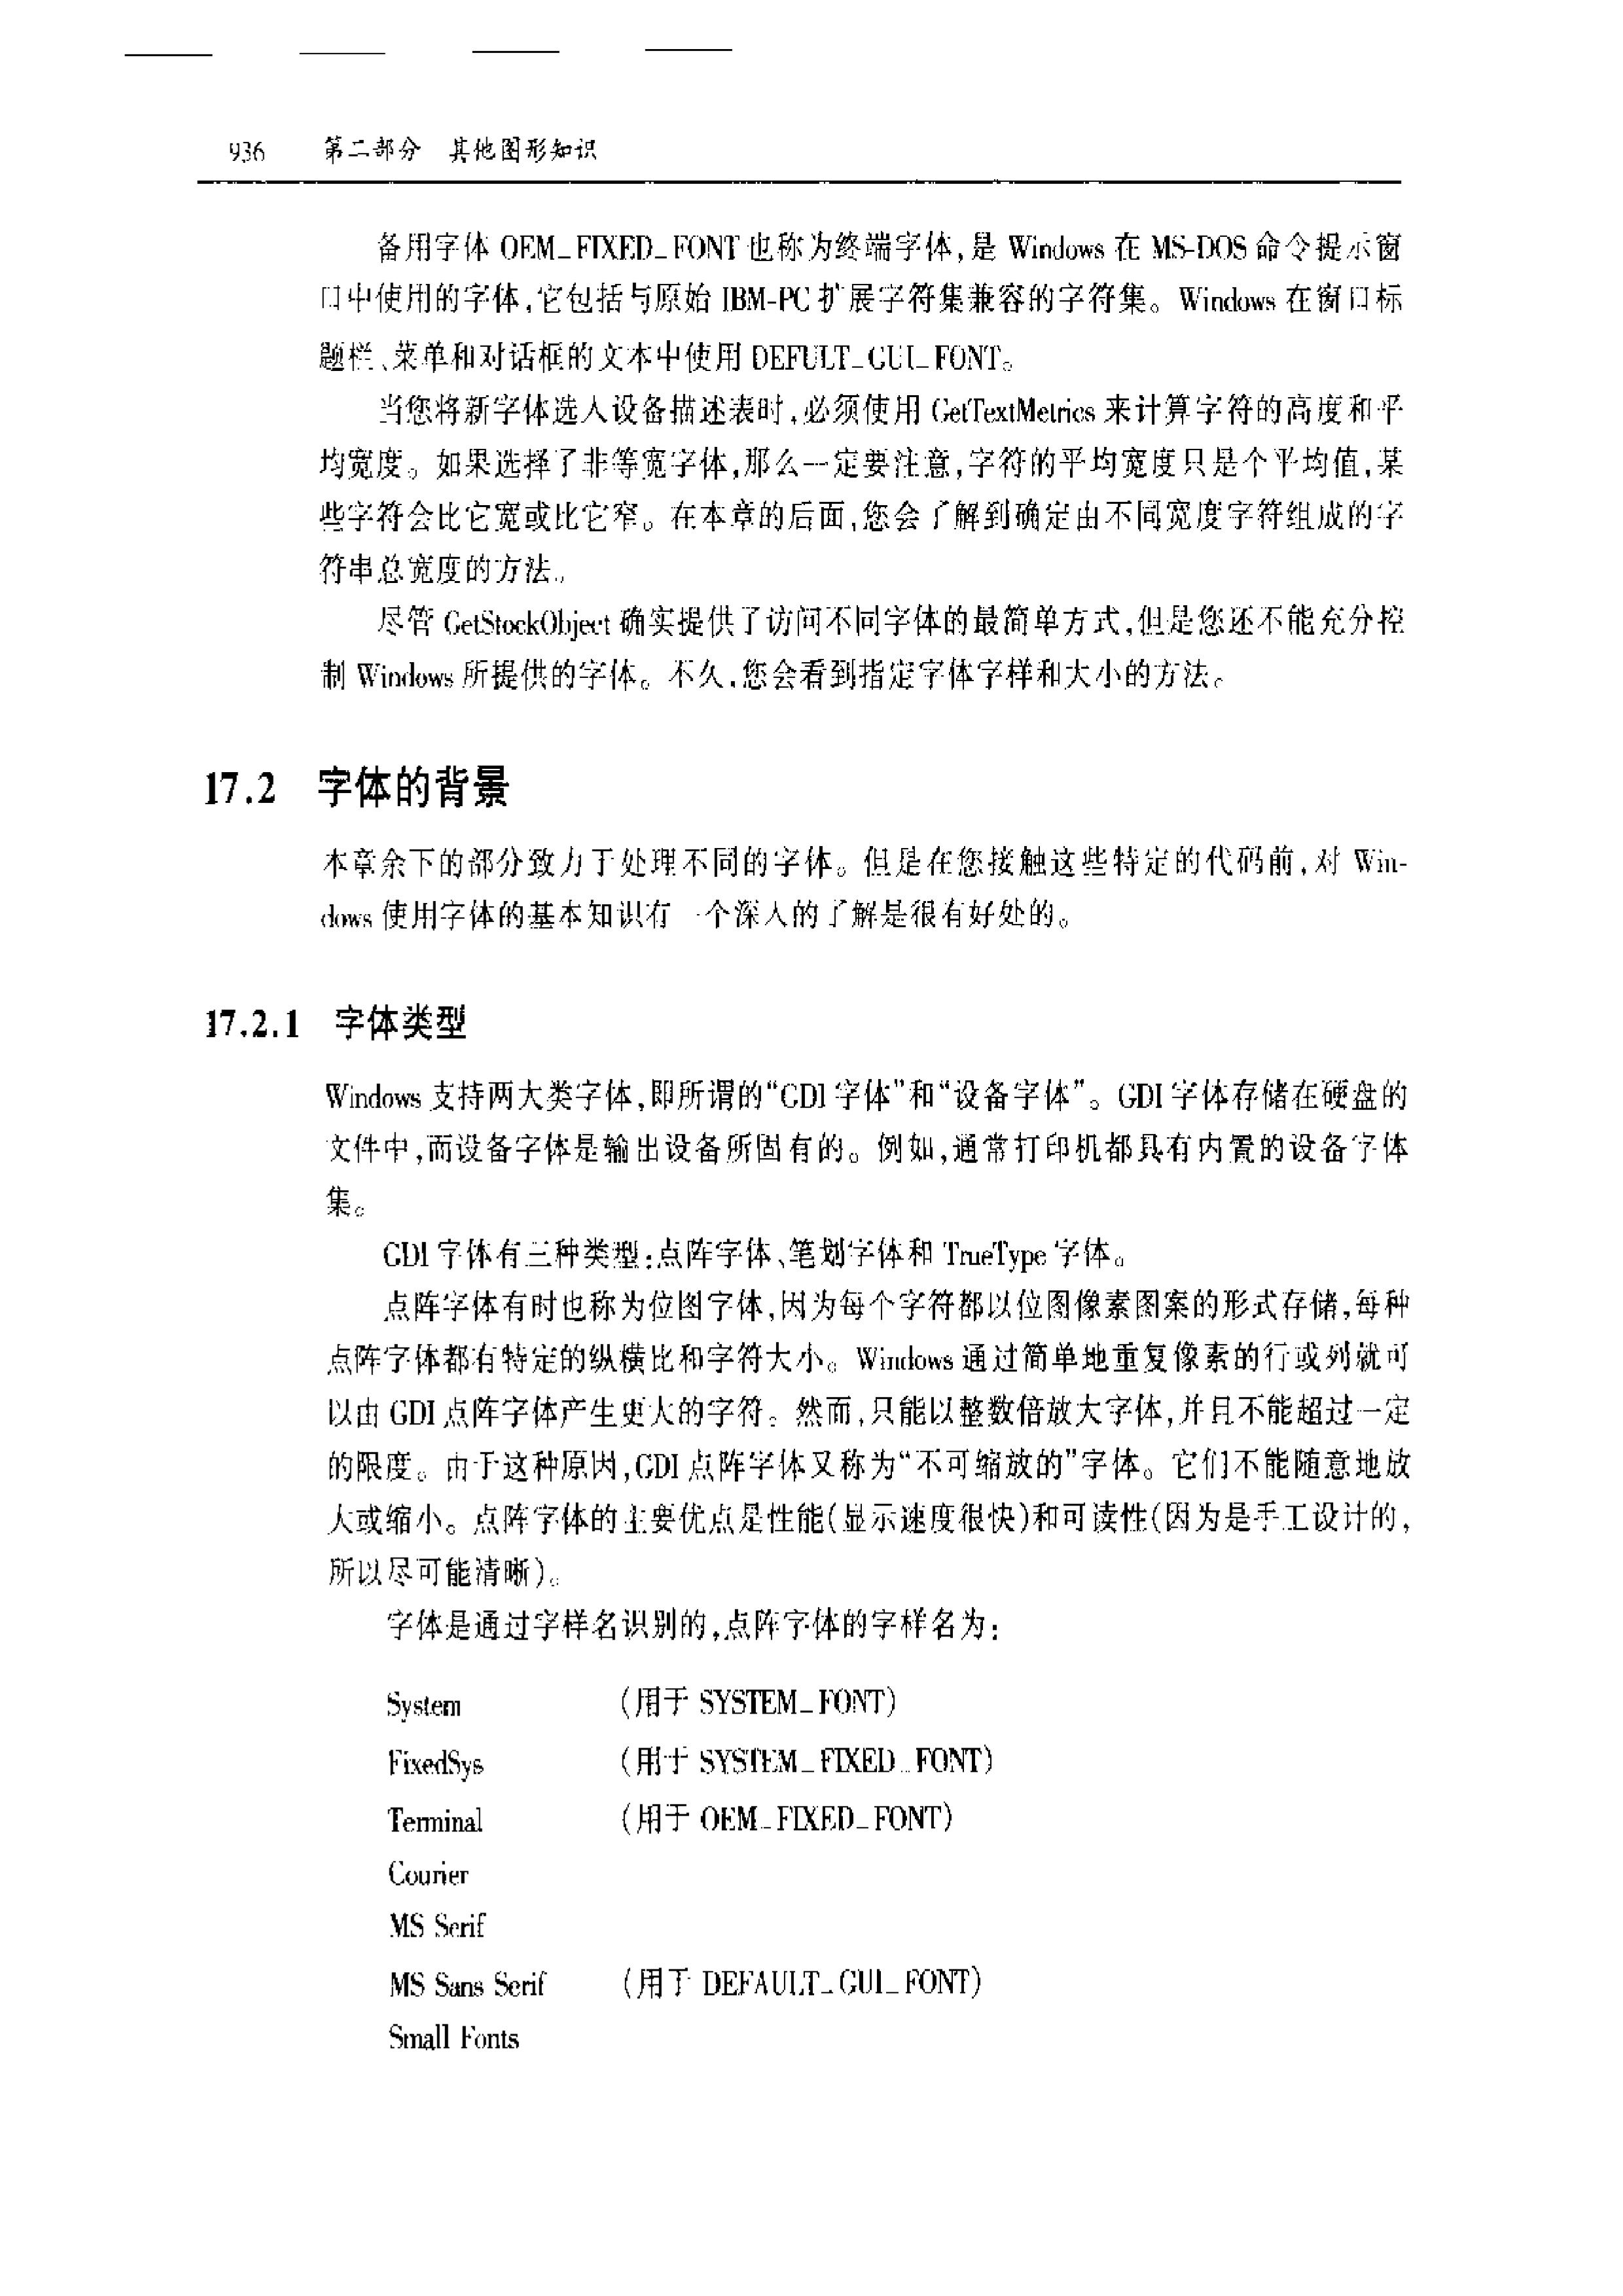 936 第二部分 其他图形知识
备用字体 OEM_FIXED_FONT 也称为终端字体,是 Windows 在 MS-DOS 命令提示窗
口中使用的字体,它包括与原始 IBM-PC 扩展字符集兼容的字符集。Windows 在窗口标
题栏、菜单和对话框的文本中使用 DEFULT_GUI_FONT。
当您将新字体选入设备描述表时,必须使用 GetTextMetrics 来计算字符的高度和平
均宽度。如果选择了非等宽字体,那么一定要注意,字符的平均宽度只是个平均值,某
些字符会比它宽或比它窄。在本章的后面,您会了解到确定由不同宽度字符组成的字
符串总宽度的方法。
尽管 GetStockObject 确实提供了访问不同字体的最简单方式,但是您还不能充分控
制 Windows 所提供的字体。不久,您会看到指定字体字样和大小的方法。
17.2 字体的背景
本章余下的部分致力于处理不同的字体。但是在您接触这些特定的代码前,对 Win-
dows 使用字体的基本知识有一个深入的了解是很有好处的。
17.2.1 字体类型
Windows 支持两大类字体,即所谓的“GDI 字体”和“设备字体”。GDI 字体存储在硬盘的
文件中,而设备字体是输出设备所固有的。例如,通常打印机都具有内置的设备字体
集。
GDI 字体有三种类型:点阵字体、笔划字体和 TrueType 字体。
点阵字体有时也称为位图字体,因为每个字符都以位图像素图案的形式存储,每种
点阵字体都有特定的纵横比和字符大小。Windows 通过简单地重复像素的行或列就可
以由 GDI 点阵字体产生更大的字符。然而,只能以整数倍放大字体,并且不能超过一定
的限度。由于这种原因,GDI 点阵字体又称为“不可缩放的”字体。它们不能随意地放
大或缩小。点阵字体的主要优点是性能(显示速度很快)和可读性(因为是手工设计的,
所以尽可能清晰)。
字体是通过字样名识别的,点阵字体的字样名为:
System (用于 SYSTEM_FONT)
FixedSys (用于 SYSTEM_FIXED_FONT)
Terminal (用于 OEM_FIXED_FONT)
Courier
MS Serif
MS Sans Serif (用于 DEFAULT_GUI_FONT)
Small Fonts